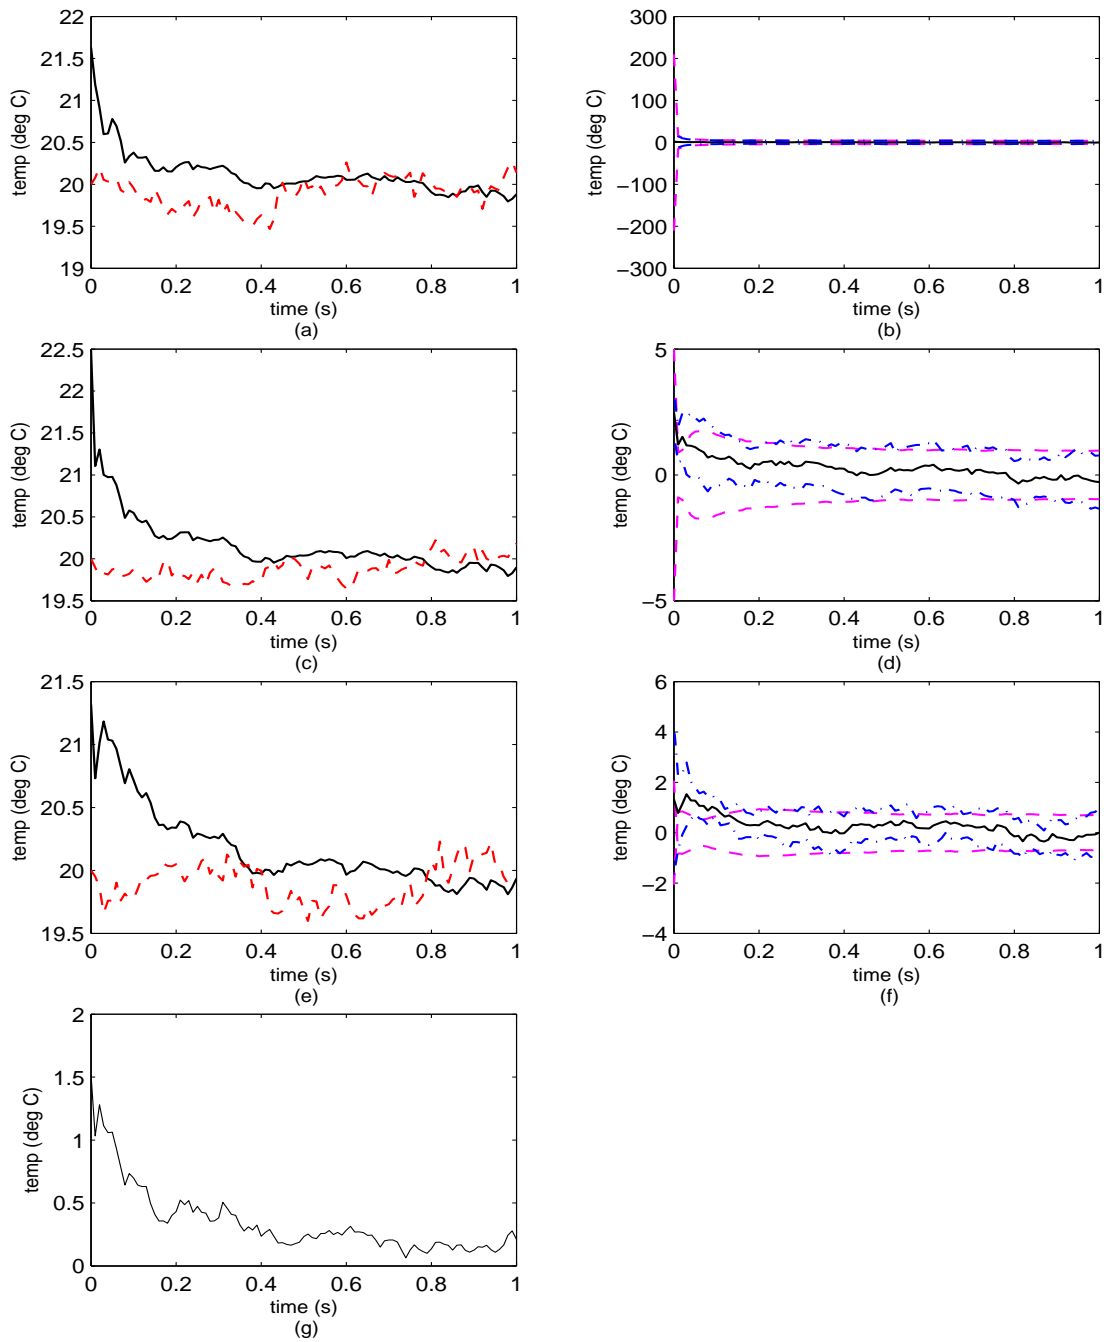 22
21.5
21
20.5
20
19.5
19
temp (deg C)
0 0.2 0.4 0.6 0.8 1
time (s)
(a)
300
200
100
0
−100
−200
−300
temp (deg C)
0 0.2 0.4 0.6 0.8 1
time (s)
(b)
22.5
22
21.5
21
20.5
20
19.5
temp (deg C)
0 0.2 0.4 0.6 0.8 1
time (s)
(c)
5
0
−5
temp (deg C)
0 0.2 0.4 0.6 0.8 1
time (s)
(d)
21.5
21
20.5
20
19.5
temp (deg C)
0 0.2 0.4 0.6 0.8 1
time (s)
(e)
6
4
2
0
−2
−4
temp (deg C)
0 0.2 0.4 0.6 0.8 1
time (s)
(f)
2
1.5
1
0.5
0
temp (deg C)
0 0.2 0.4 0.6 0.8 1
time (s)
(g)